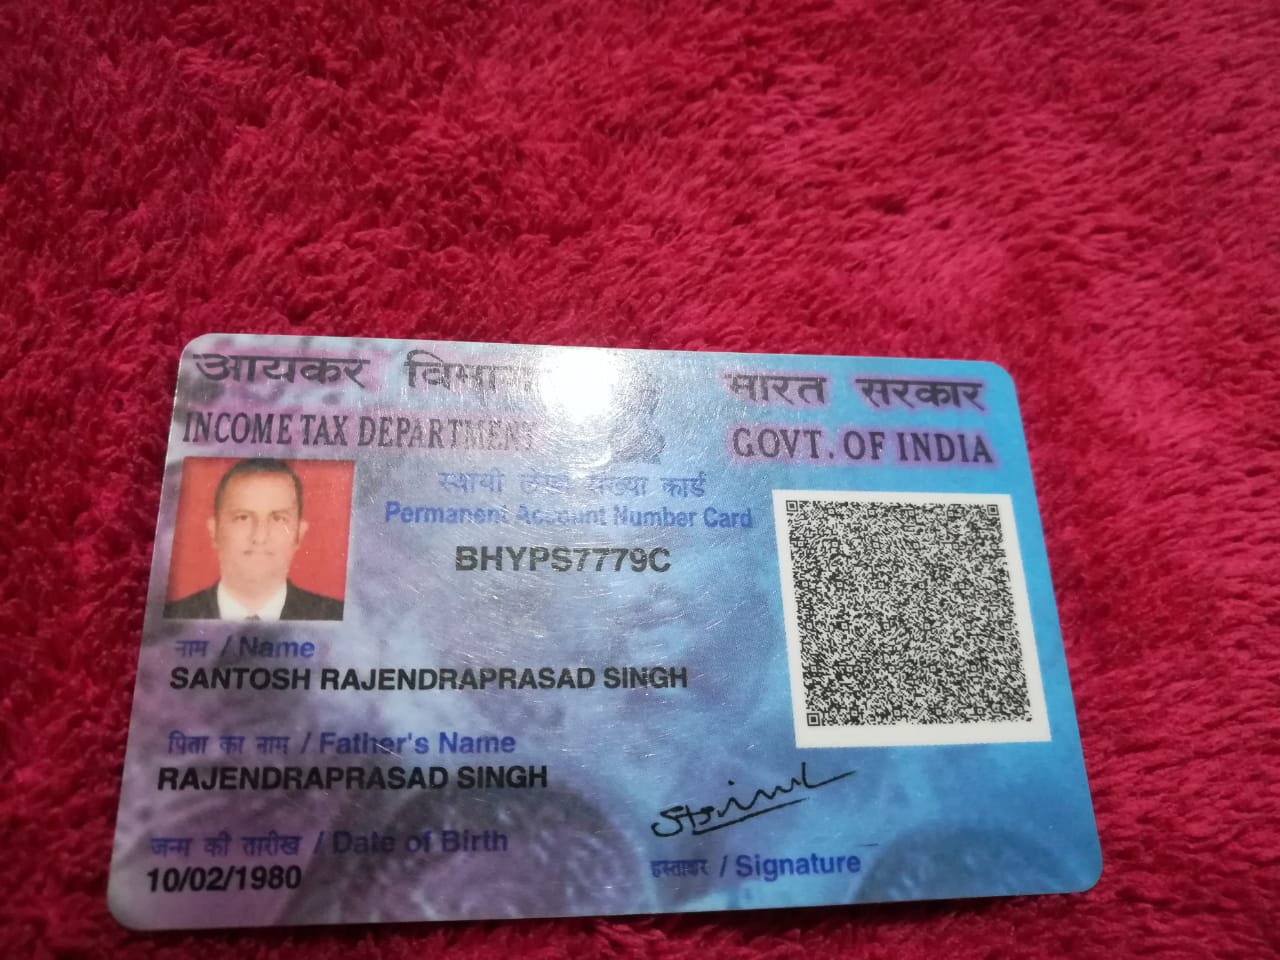 आयकर विभाग भारत सरकार
INCOME TAX DEPARTMENT GOVT. OF INDIA
स्थायी लेखा संख्या कार्ड
Permanent Account Number Card
BHYPS7779C
नाम / Name
SANTOSH RAJENDRAPRASAD SINGH
पिता का नाम / Father's Name
RAJENDRAPRASAD SINGH
जन्म की तारीख / Date of Birth
10/02/1980
हस्ताक्षर / Signature